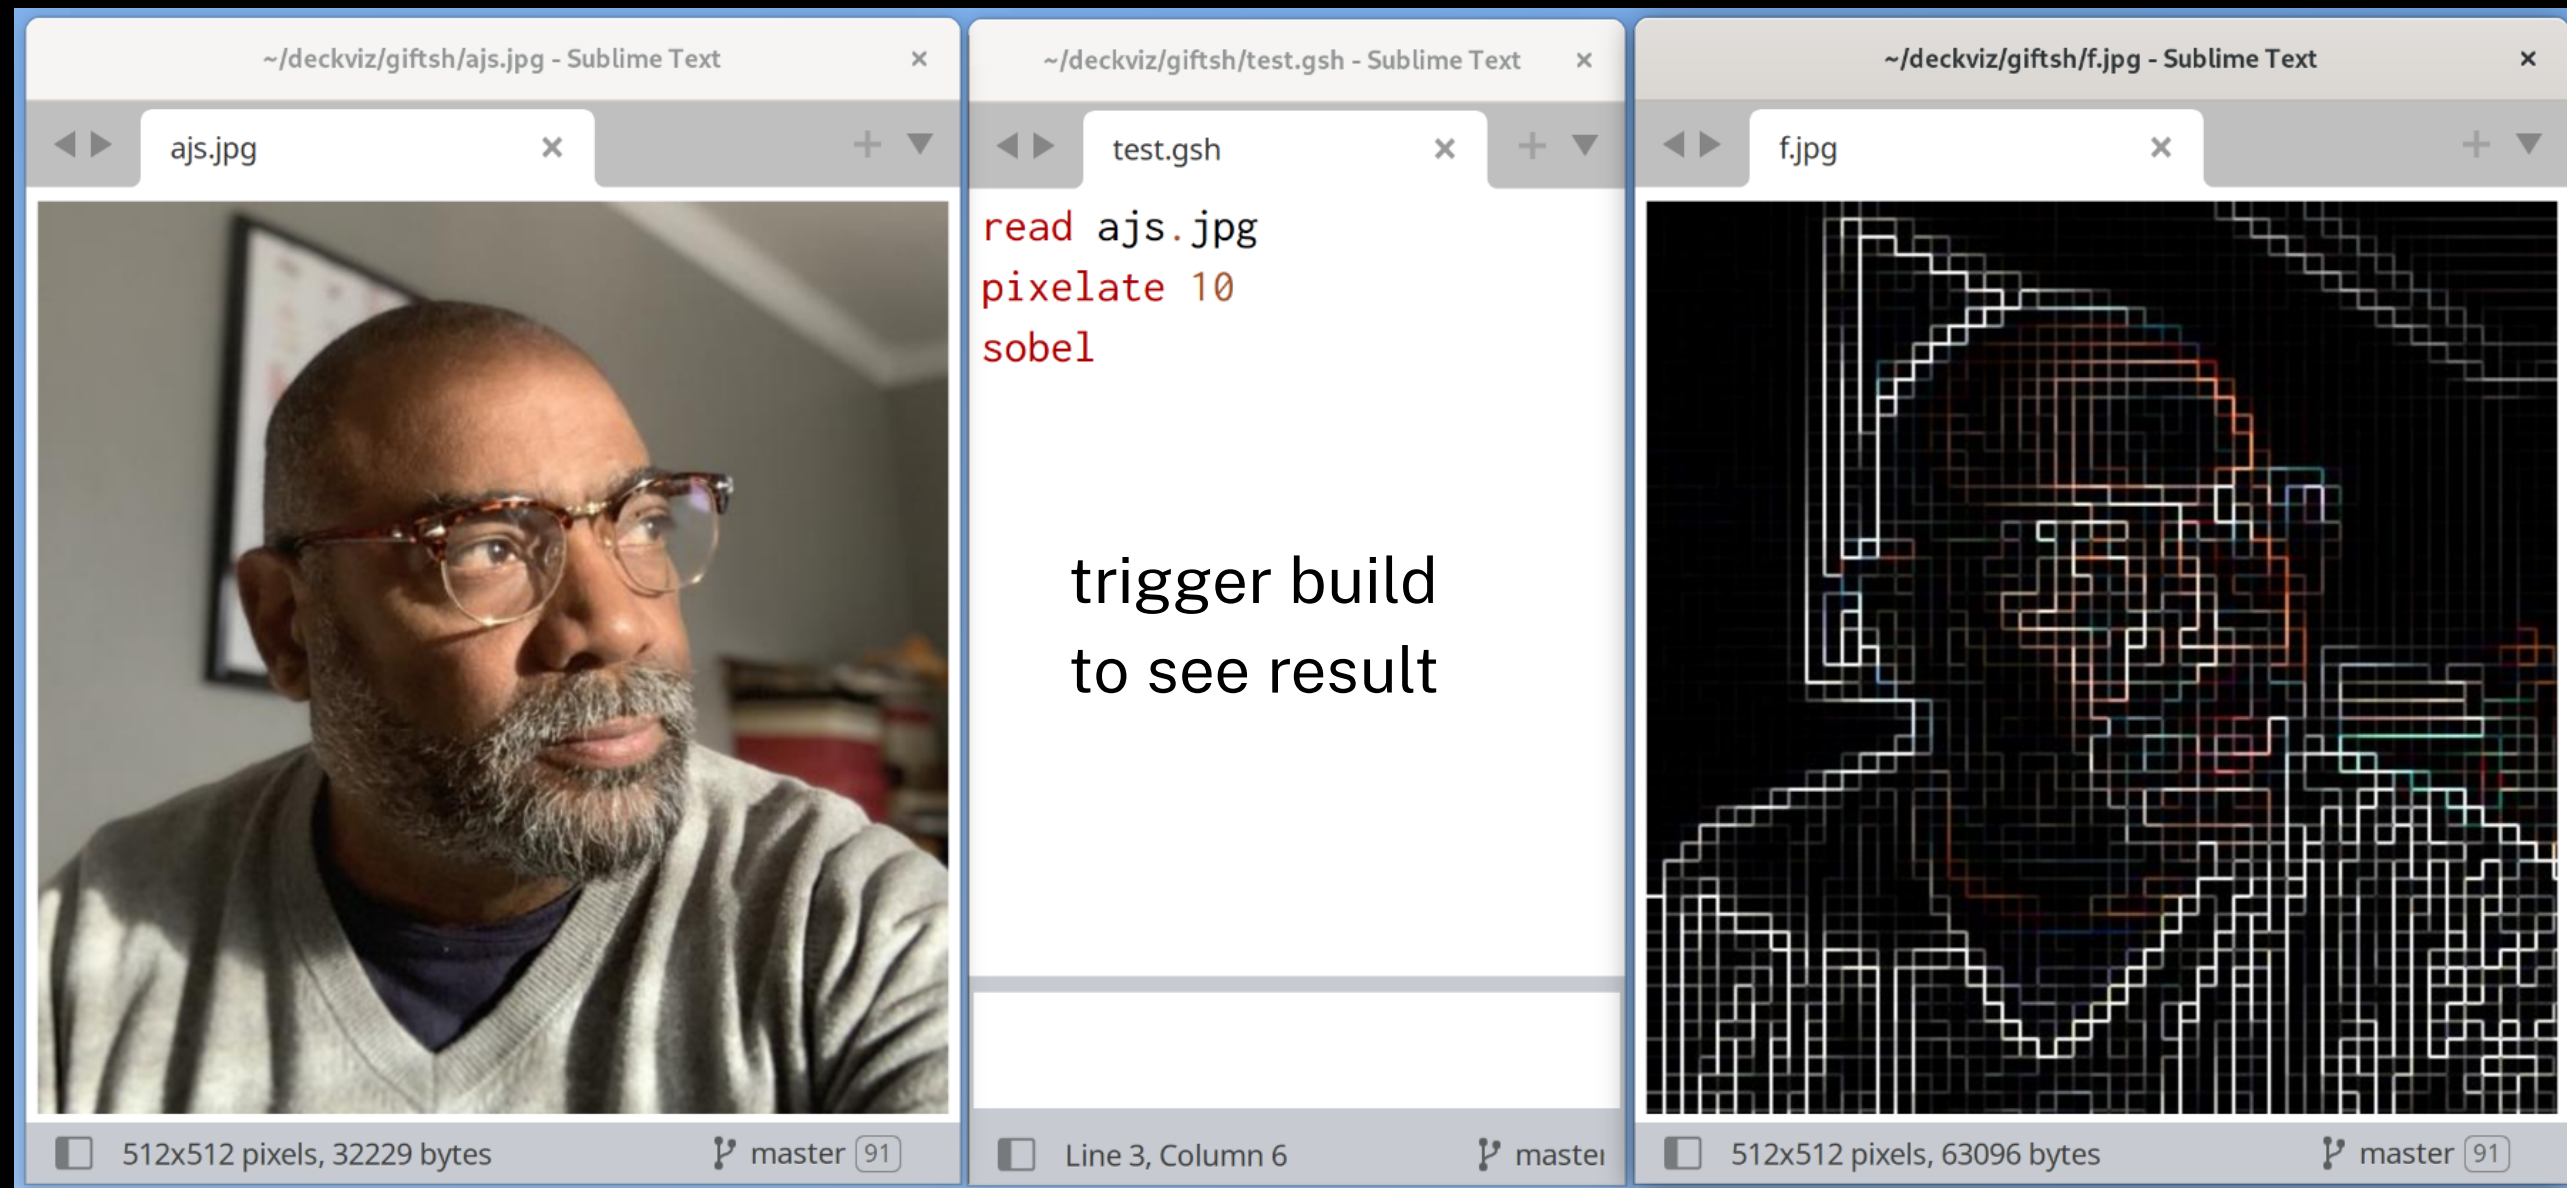 ~/deckviz/giftsh/ajs.jpg - Sublime Text
ajs.jpg
512x512 pixels, 32229 bytes
master 91
~/deckviz/giftsh/test.gsh - Sublime Text
test.gsh
read ajs.jpg
pixelate 10
sobel
trigger build
to see result
Line 3, Column 6
master
~/deckviz/giftsh/f.jpg - Sublime Text
f.jpg
512x512 pixels, 63096 bytes
master 91